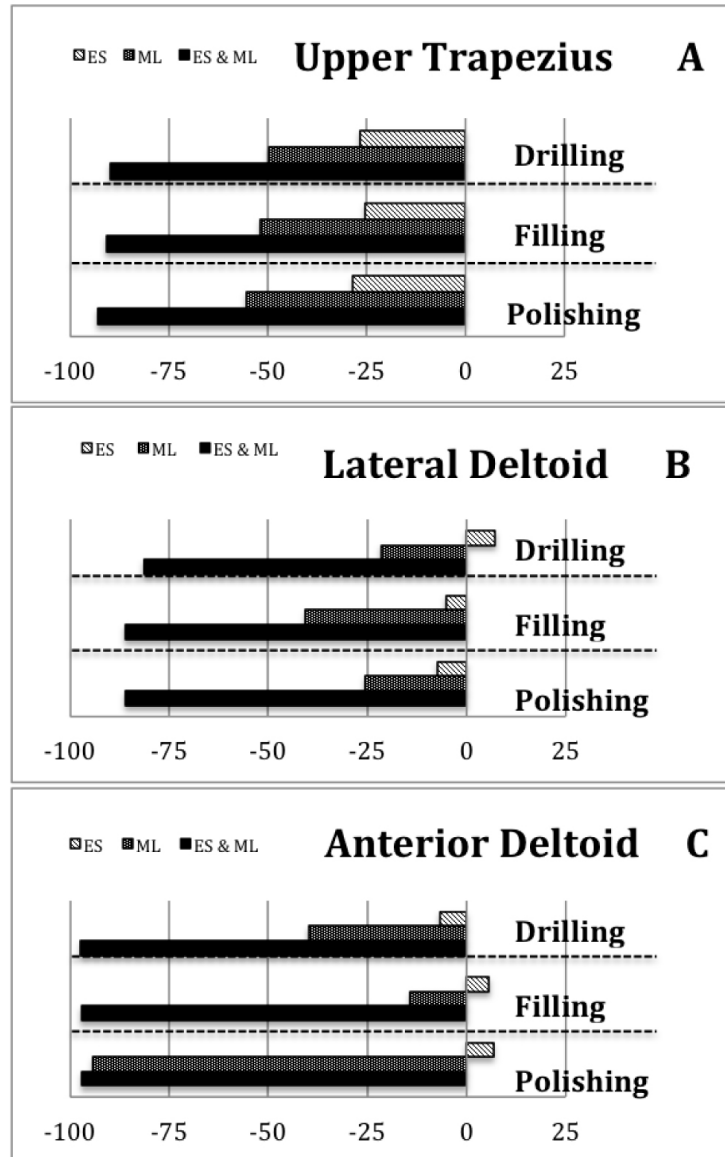 ES ML ES & ML Upper Trapezius A
Drilling
Filling
Polishing
-100 -75 -50 -25 0 25
ES ML ES & ML Lateral Deltoid B
Drilling
Filling
Polishing
-100 -75 -50 -25 0 25
ES ML ES & ML Anterior Deltoid C
Drilling
Filling
Polishing
-100 -75 -50 -25 0 25